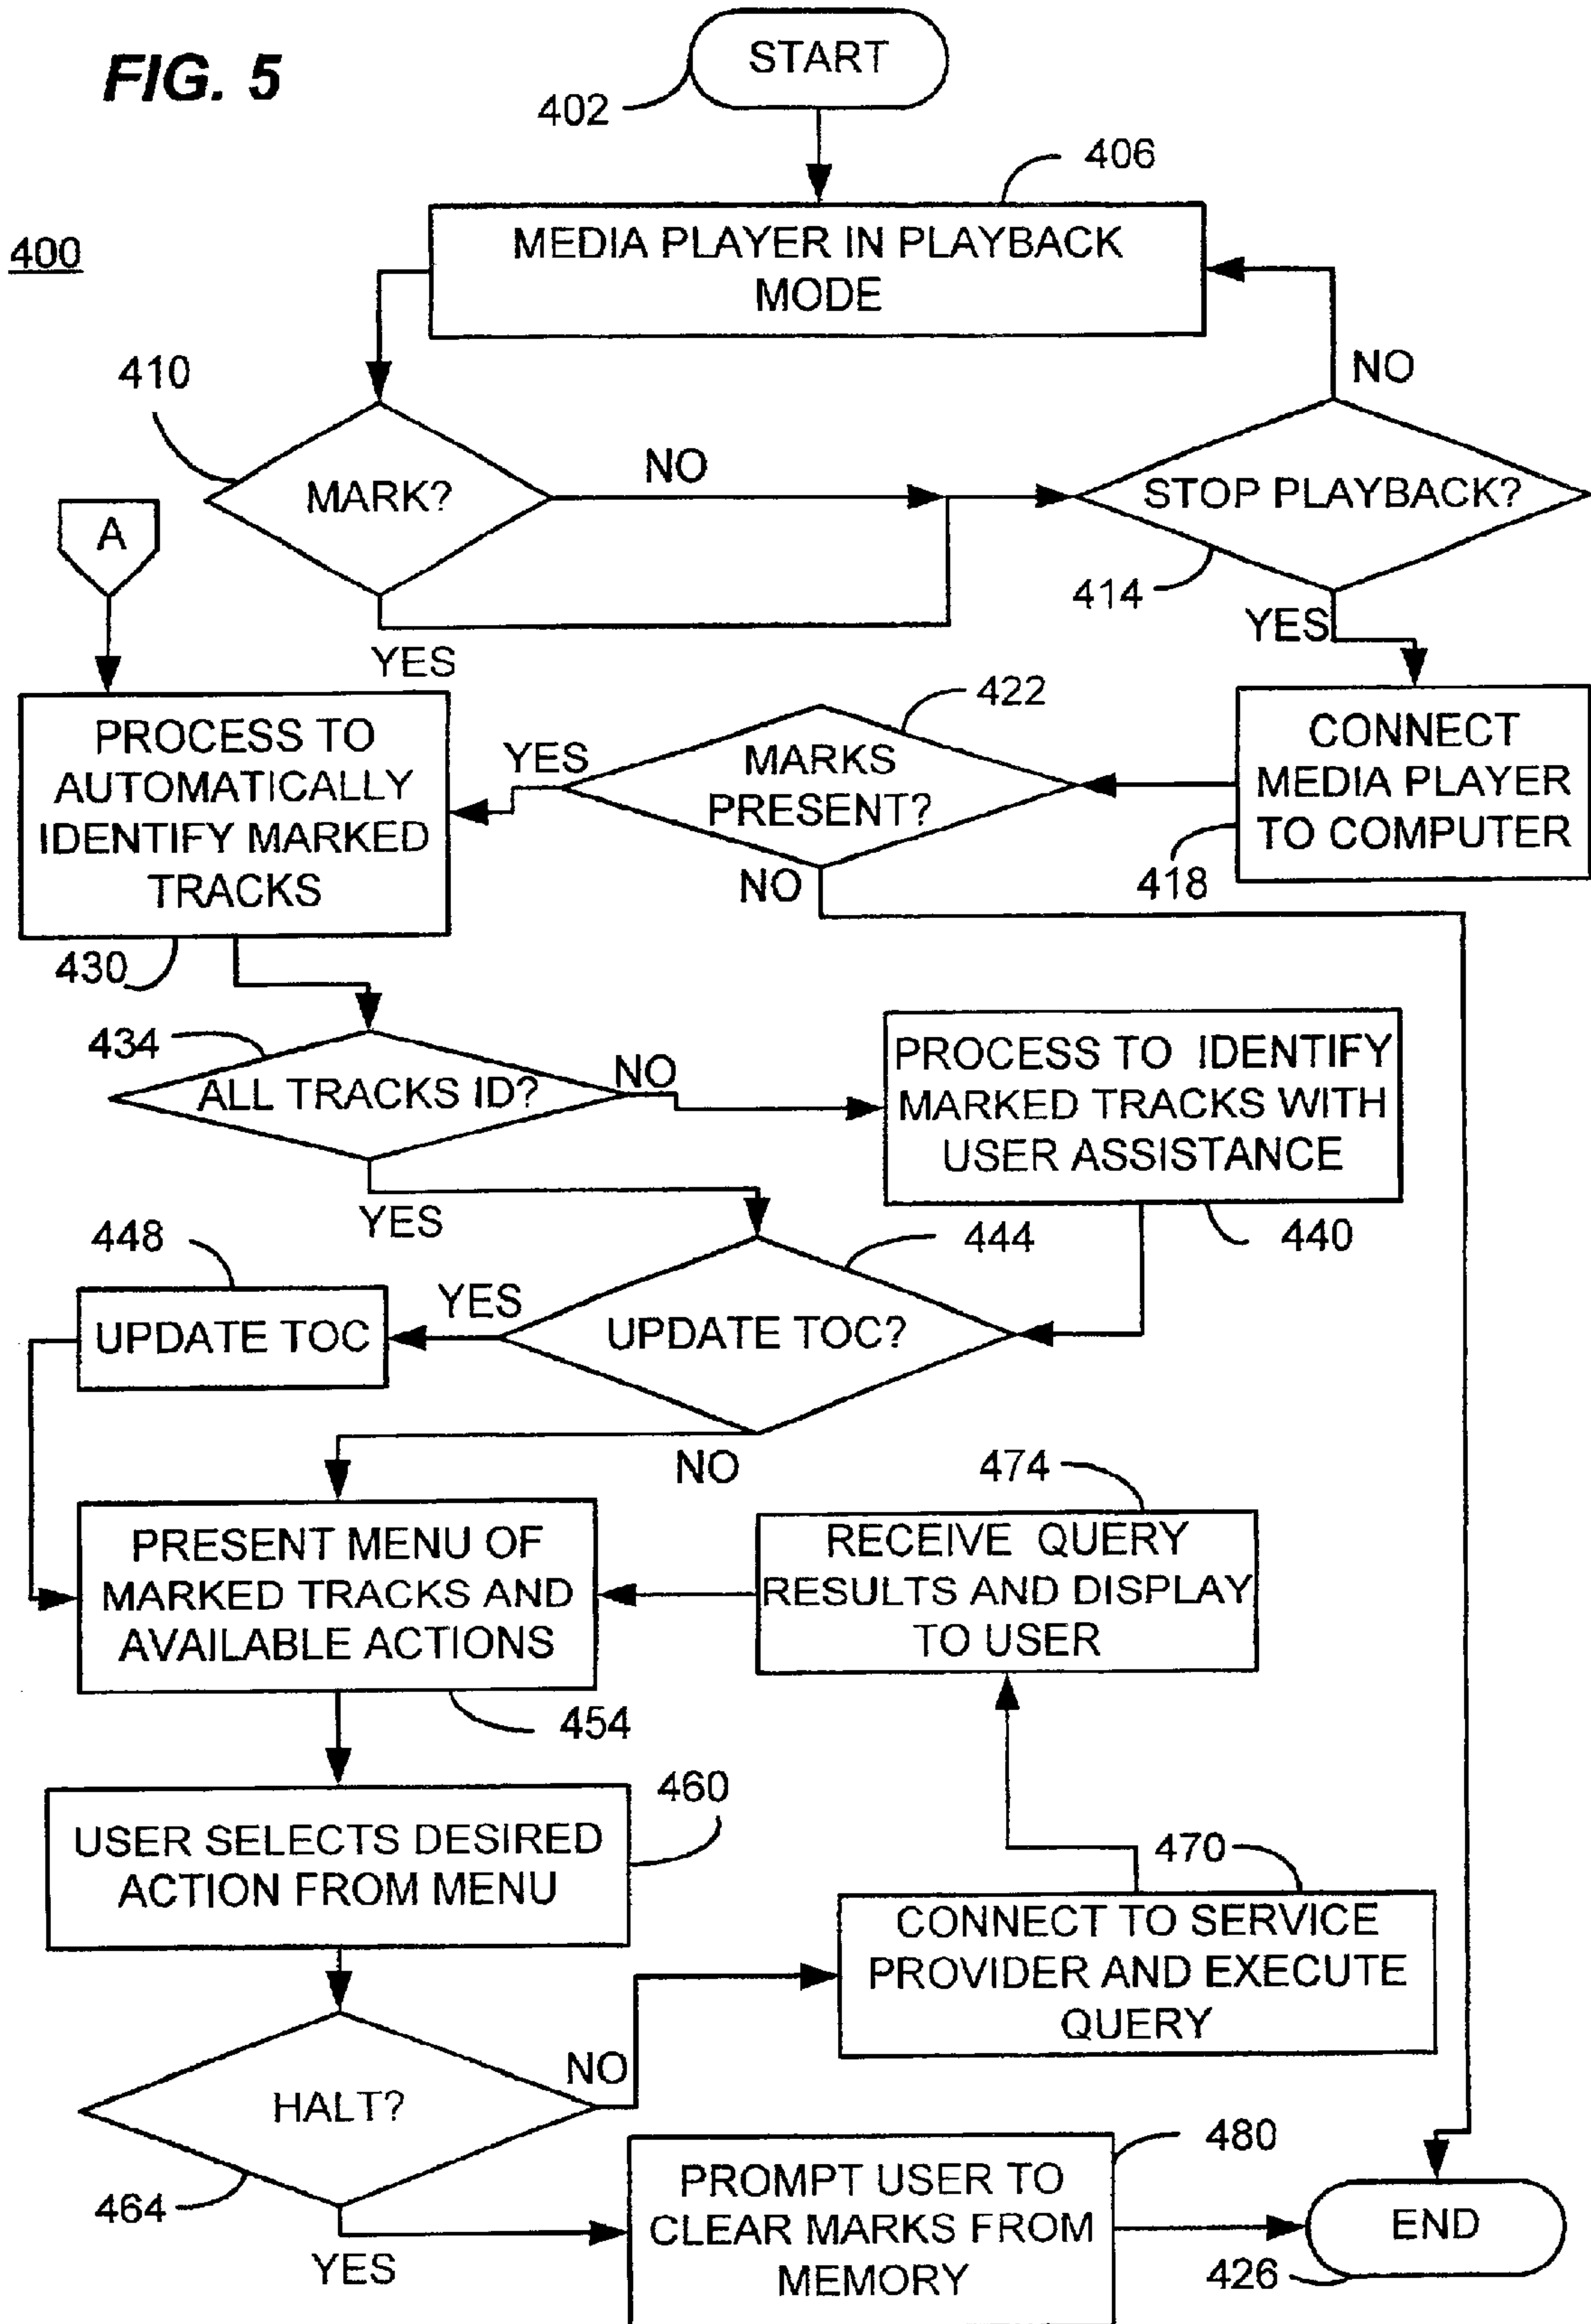 FIG. 5
START
402
406
400
MEDIA PLAYER IN PLAYBACK
MODE
410
NO
MARK?
NO
STOP PLAYBACK?
A
414
YES
YES
422
PROCESS TO
AUTOMATICALLY
IDENTIFY MARKED
TRACKS
YES
MARKS
PRESENT?
CONNECT
MEDIA PLAYER
TO COMPUTER
NO
418
430
434
ALL TRACKS ID?
NO
PROCESS TO IDENTIFY
MARKED TRACKS WITH
USER ASSISTANCE
YES
448
444
440
YES
UPDATE TOC
UPDATE TOC?
NO
474
PRESENT MENU OF
MARKED TRACKS AND
AVAILABLE ACTIONS
RECEIVE QUERY
RESULTS AND DISPLAY
TO USER
454
460
USER SELECTS DESIRED
ACTION FROM MENU
470
CONNECT TO SERVICE
PROVIDER AND EXECUTE
QUERY
NO
HALT?
480
464
PROMPT USER TO
CLEAR MARKS FROM
MEMORY
END
YES
426